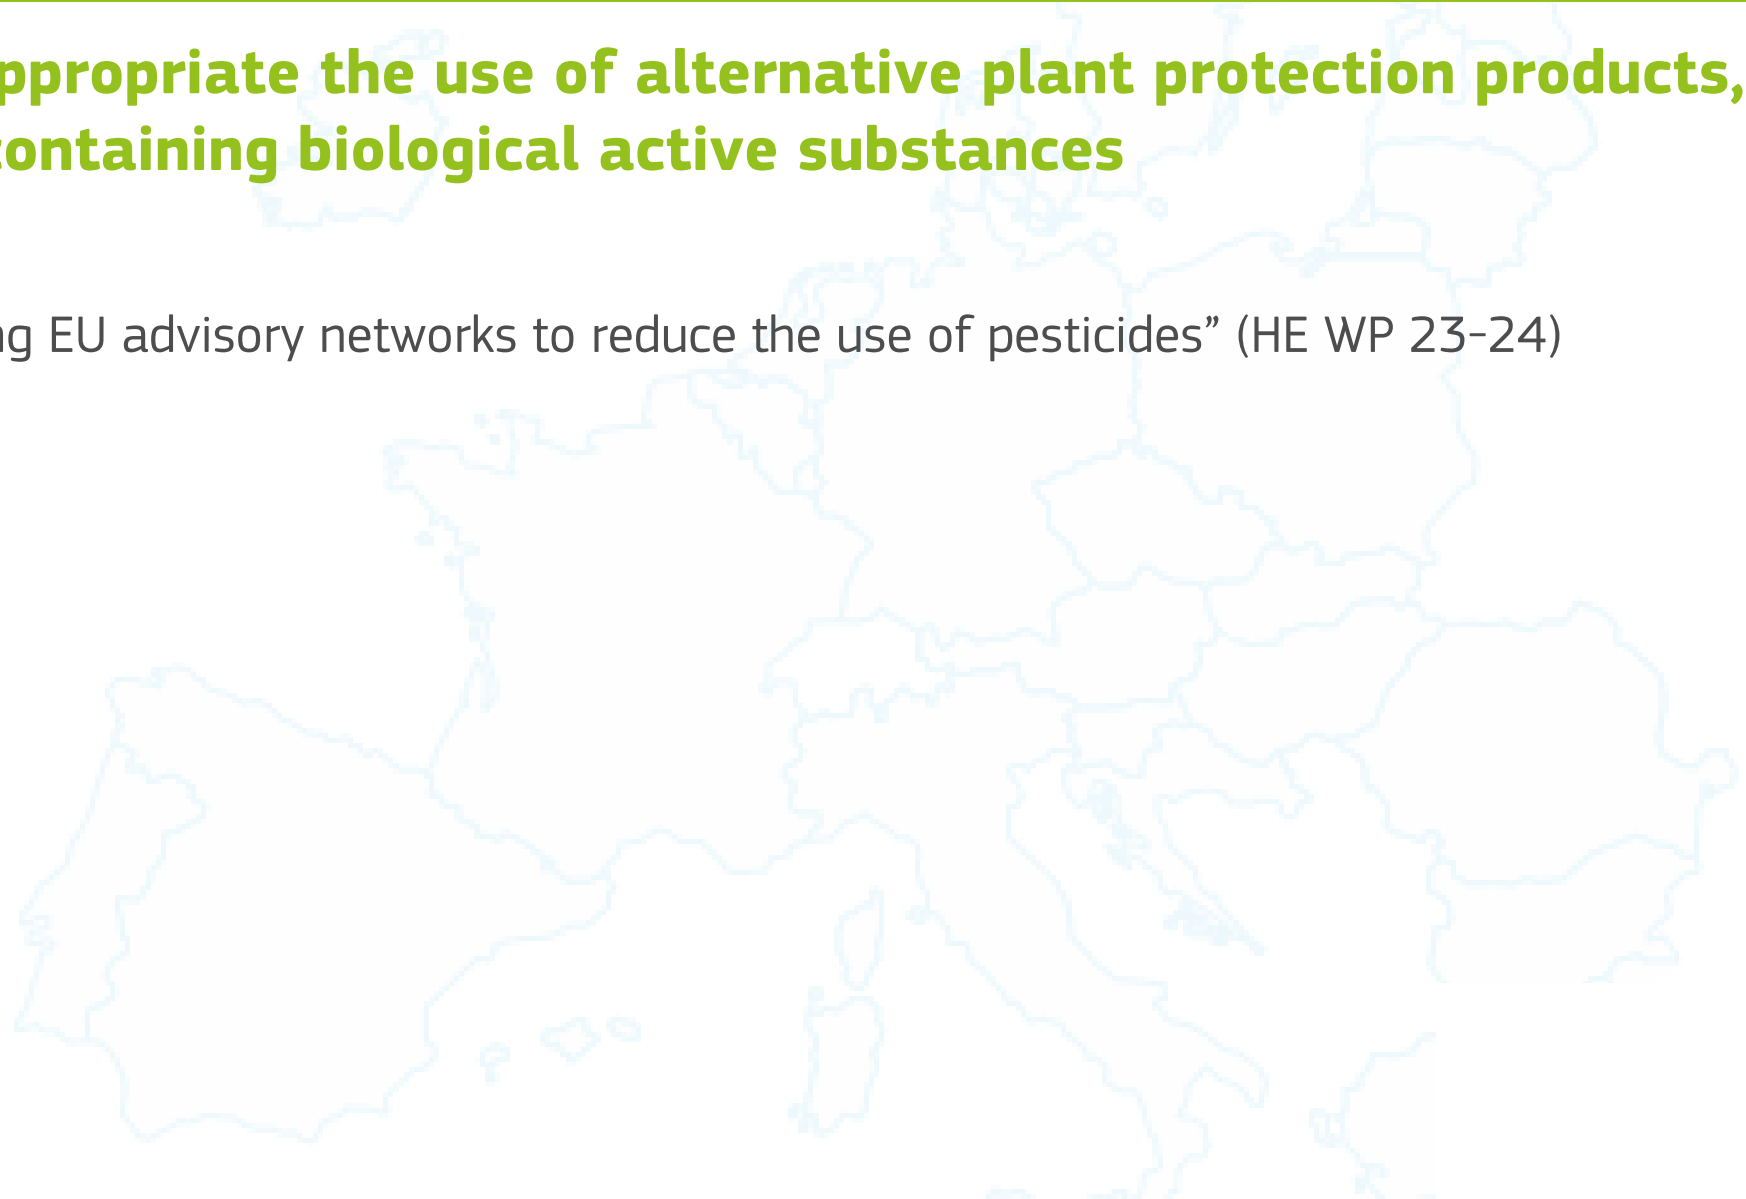 ppropriate the use of alternative plant protection products,
containing biological active substances
ng EU advisory networks to reduce the use of pesticides” (HE WP 23-24)